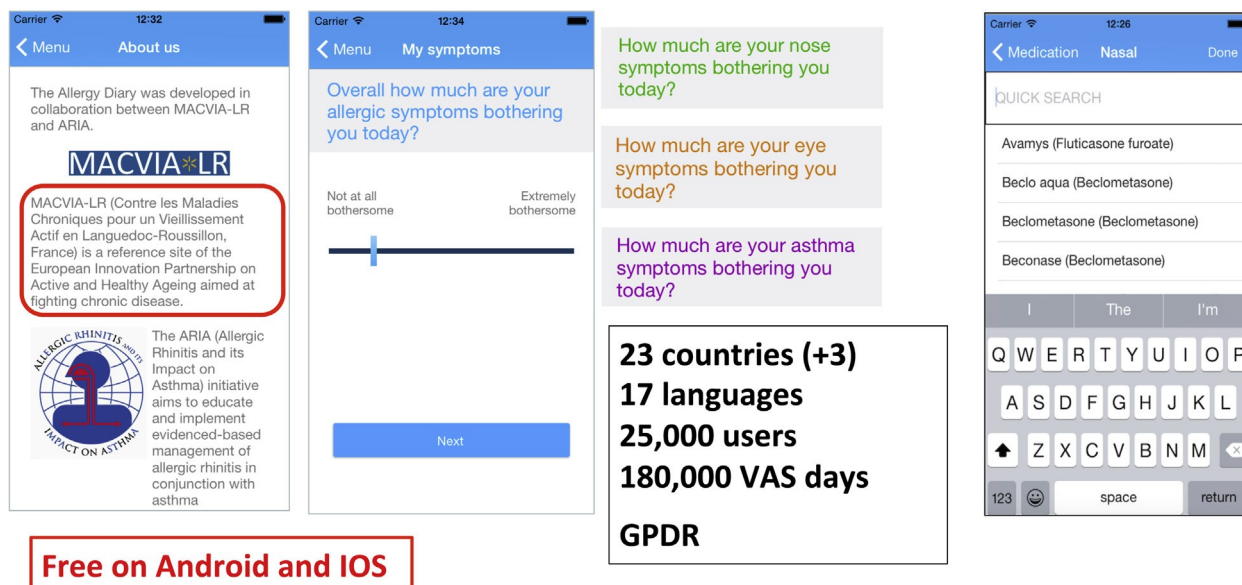 Carrier 12:32
Menu About us
The Allergy Diary was developed in
collaboration between MACVIA-LR
and ARIA.
MACVIA*LR
MACVIA-LR (Contre les Maladies
Chroniques pour un Vieillissement
Actif en Languedoc-Roussillon,
France) is a reference site of the
European Innovation Partnership on
Active and Healthy Ageing aimed at
fighting chronic disease.
ALLERGIC RHINITIS AND ITS
IMPACT ON ASTHMA
The ARIA (Allergic
Rhinitis and its
Impact on
Asthma) initiative
aims to educate
and implement
evidenced-based
management of
allergic rhinitis in
conjunction with
asthma
Free on Android and IOS
Carrier 12:34
Menu My symptoms
Overall how much are your
allergic symptoms bothering
you today?
Not at all Extremely
bothersome bothersome
Next
How much are your nose
symptoms bothering you
today?
How much are your eye
symptoms bothering you
today?
How much are your asthma
symptoms bothering you
today?
23 countries (+3)
17 languages
25,000 users
180,000 VAS days
GPDR
Carrier 12:26
Medication Nasal Done
QUICK SEARCH
Avamys (Fluticasone furoate)
Beclo aqua (Beclometasone)
Beclometasone (Beclometasone)
Beconase (Beclometasone)
I The I'm
Q W E R T Y U I O P
A S D F G H J K L
Z X C V B N M
123 space return